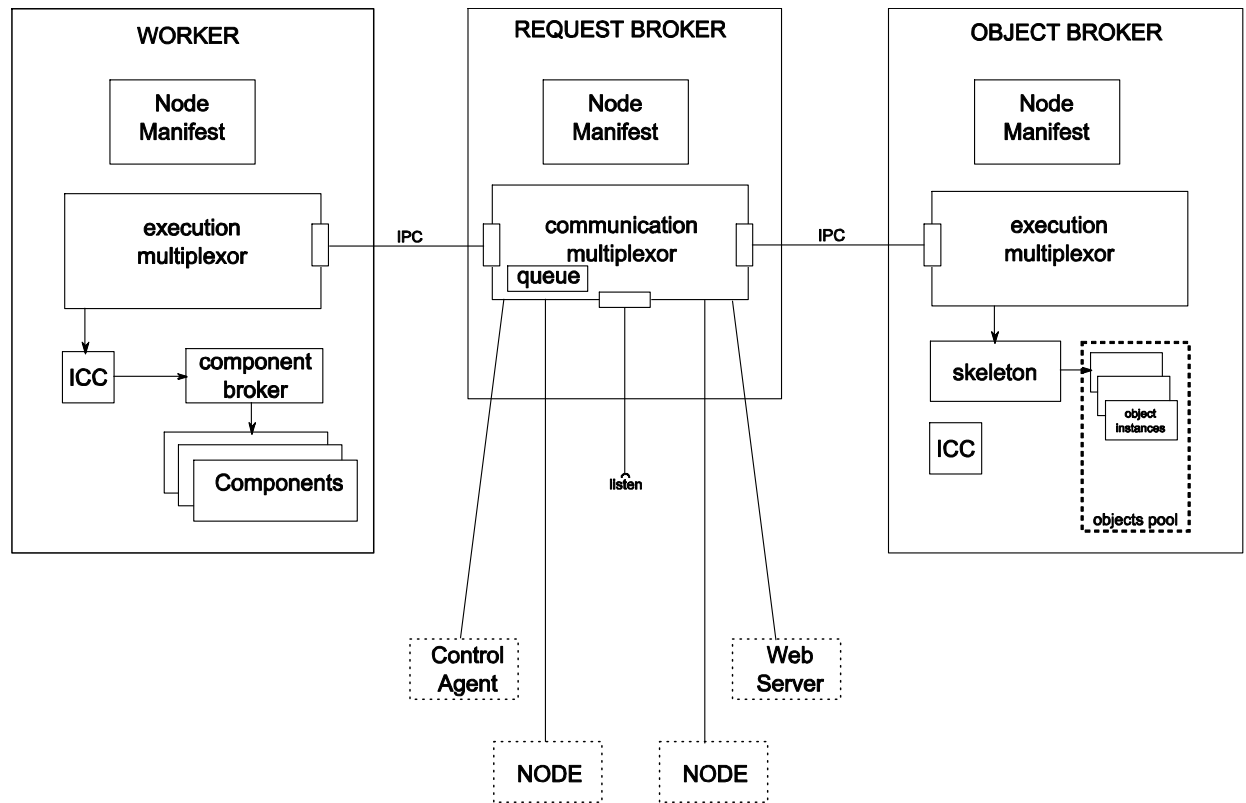 WORKER
Node
Manifest
execution
multiplexor
ICC
component
broker
Components
IPC
REQUEST BROKER
Node
Manifest
communication
multiplexor
queue
listen
Control
Agent
Web
Server
NODE
NODE
IPC
OBJECT BROKER
Node
Manifest
execution
multiplexor
skeleton
ICC
object
instances
objects pool